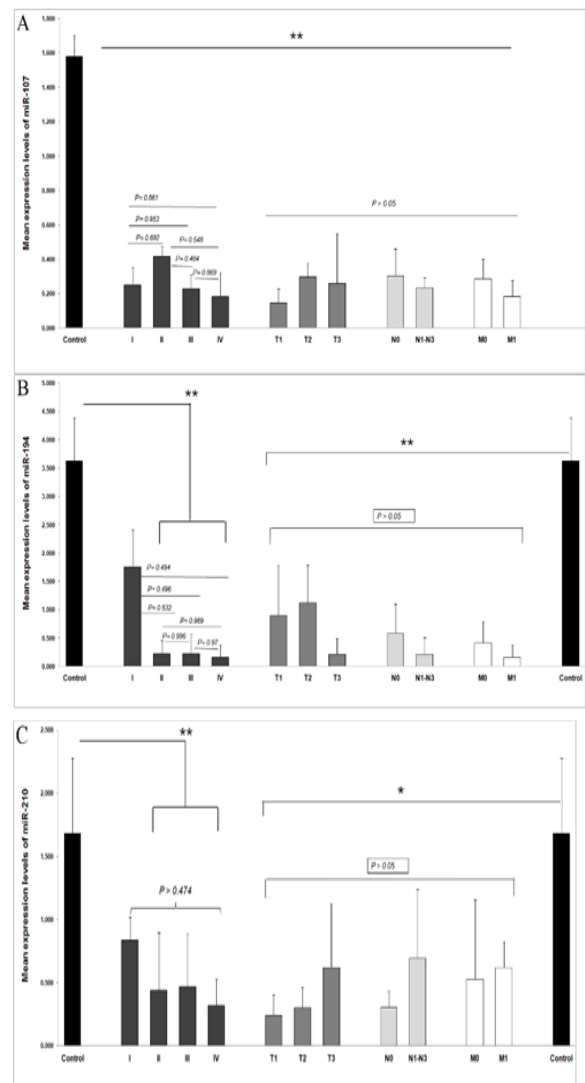 A
Mean expression levels of miR-107
1.800
1.600
1.400
1.200
1.000
0.800
0.600
0.400
0.200
0.000
**
P= 0.861
P= 0.953
P= 0.692
P= 0.548
P= 0.494
P= 0.869
P > 0.05
Control I II III IV T1 T2 T3 N0 N1-N3 M0 M1
B
Mean expression levels of miR-194
5.000
4.500
4.000
3.500
3.000
2.500
2.000
1.500
1.000
0.500
0.000
**
**
P > 0.05
P= 0.494
P= 0.496
P= 0.532
P= 0.969
P= 0.996
P= 0.97
Control I II III IV T1 T2 T3 N0 N1-N3 M0 M1 Control
C
Mean expression levels of miR-210
2.500
2.000
1.500
1.000
0.500
0.000
**
*
P > 0.05
P > 0.474
Control I II III IV T1 T2 T3 N0 N1-N3 M0 M1 Control